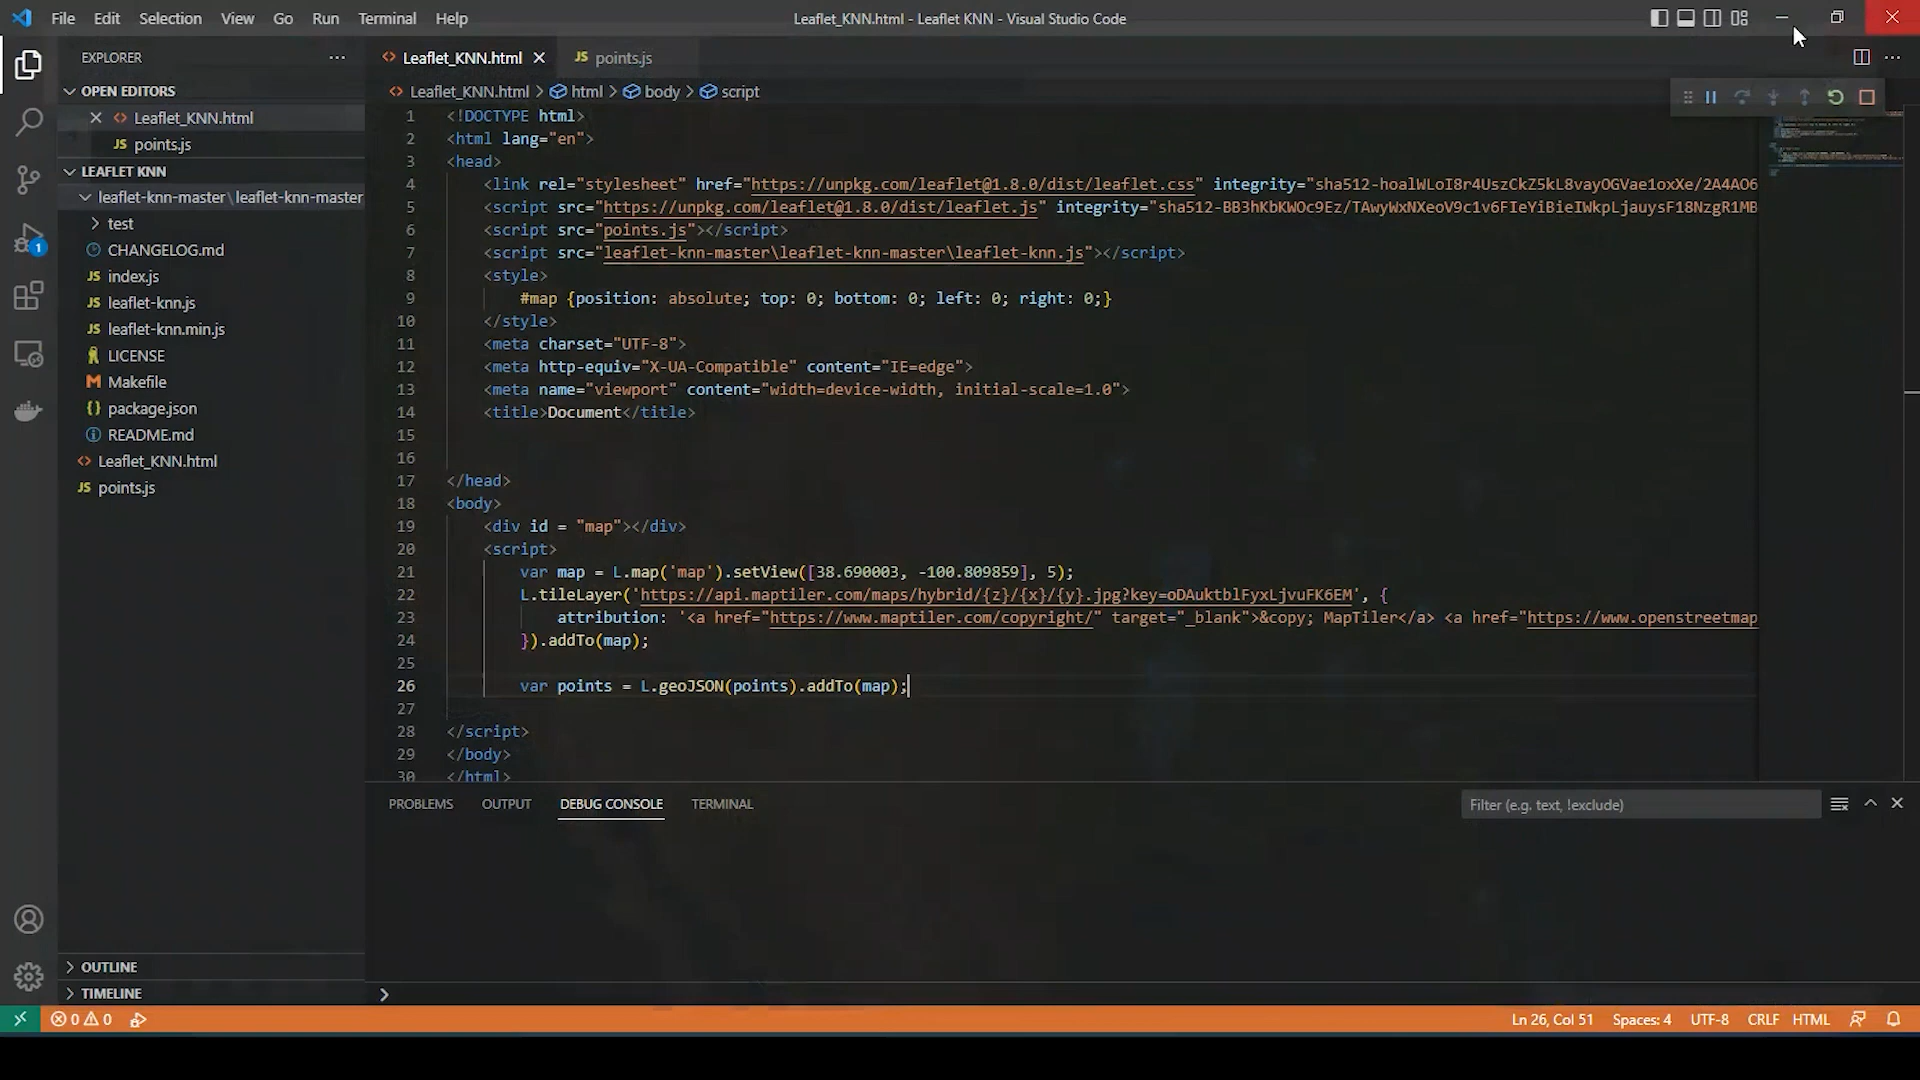 File Edit Selection View Go Run Terminal Help
Leaflet_KNN.html - Leaflet KNN - Visual Studio Code
EXPLORER
OPEN EDITORS
Leaflet_KNN.html
JS points.js
LEAFLET KNN
leaflet-knn-master\leaflet-knn-master
test
CHANGELOG.md
JS index.js
JS leaflet-knn.js
JS leaflet-knn.min.js
LICENSE
Makefile
package.json
README.md
Leaflet_KNN.html
JS points.js
OUTLINE
TIMELINE
1
Leaflet_KNN.html
JS points.js
Leaflet_KNN.html > html > body > script
1 <!DOCTYPE html>
2 <html lang="en">
3 <head>
4 <link rel="stylesheet" href="https://unpkg.com/leaflet@1.8.0/dist/leaflet.css" integrity="sha512-hoalWLoI8r4UszCkZ5kL8vayOGVae1oxXe/2A4AO6
5 <script src="https://unpkg.com/leaflet@1.8.0/dist/leaflet.js" integrity="sha512-BB3hKbKWOc9Ez/TAwyWxNXeoV9c1v6FIeYiBieIWkpLjauysF18NzgR1MB
6 <script src="points.js"></script>
7 <script src="leaflet-knn-master\leaflet-knn-master\leaflet-knn.js"></script>
8 <style>
9 #map {position: absolute; top: 0; bottom: 0; left: 0; right: 0;}
10 </style>
11 <meta charset="UTF-8">
12 <meta http-equiv="X-UA-Compatible" content="IE=edge">
13 <meta name="viewport" content="width=device-width, initial-scale=1.0">
14 <title>Document</title>
15
16
17 </head>
18 <body>
19 <div id = "map"></div>
20 <script>
21 var map = L.map('map').setView([38.690003, -100.809859], 5);
22 L.tileLayer('https://api.maptiler.com/maps/hybrid/{z}/{x}/{y}.jpg?key=oDAuktblFyxLjvuFK6EM', {
23 attribution: '<a href="https://www.maptiler.com/copyright/" target="_blank">&copy; MapTiler</a> <a href="https://www.openstreetmap
24 }).addTo(map);
25
26 var points = L.geoJSON(points).addTo(map);
27
28 </script>
29 </body>
30 </html>
PROBLEMS OUTPUT DEBUG CONSOLE TERMINAL
Filter (e.g. text, !exclude)
0 0
Ln 26, Col 51 Spaces: 4 UTF-8 CRLF HTML